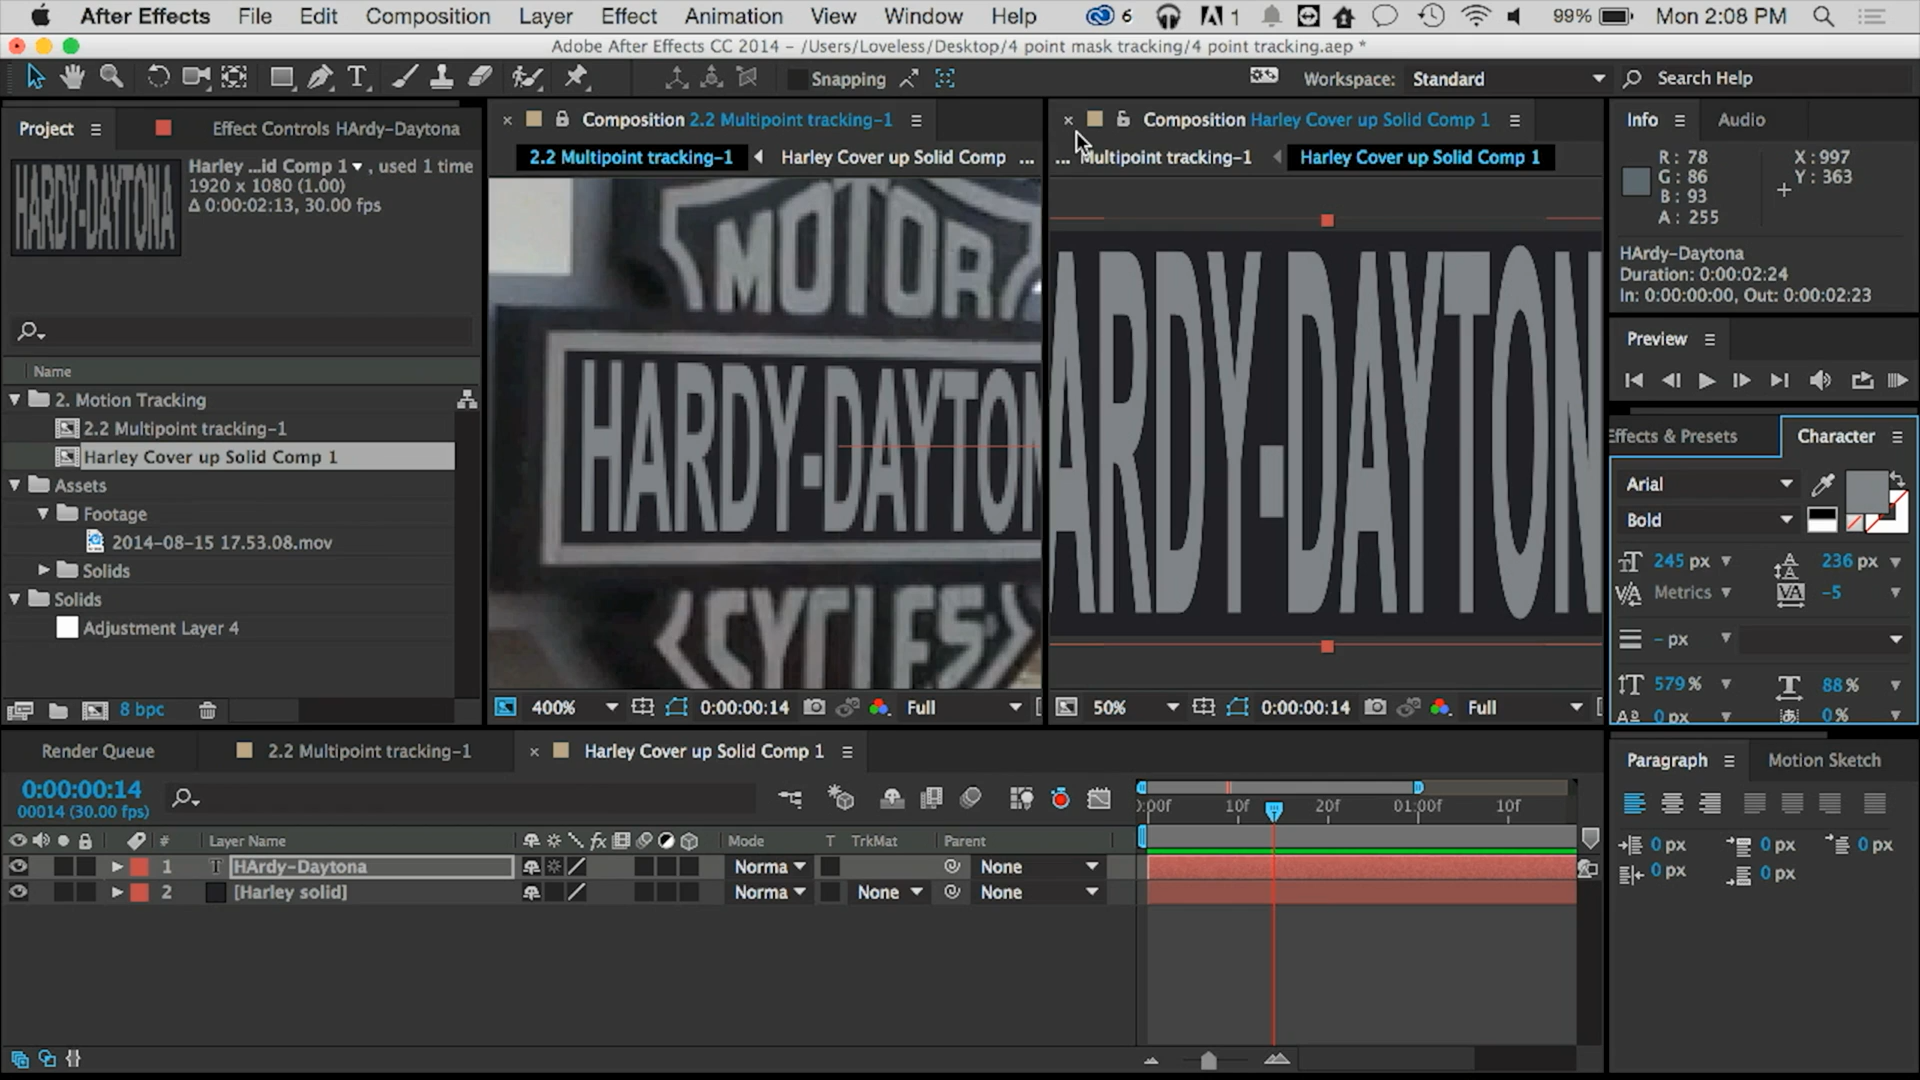 After Effects File Edit Composition Layer Effect Animation View Window Help 6 1 99% Mon 2:08 PM
Adobe After Effects CC 2014 - /Users/Loveless/Desktop/4 point mask tracking/4 point tracking.aep *
Snapping Workspace: Standard Search Help
Project Effect Controls HArdy-Daytona
HARDY-DAYTONA
Harley ...id Comp 1 , used 1 time
1920 x 1080 (1.00)
Δ 0:00:02:13, 30.00 fps
Name
2. Motion Tracking
2.2 Multipoint tracking-1
Harley Cover up Solid Comp 1
Assets
Footage
2014-08-15 17.53.08.mov
Solids
Solids
Adjustment Layer 4
8 bpc
Composition 2.2 Multipoint tracking-1
2.2 Multipoint tracking-1 Harley Cover up Solid Comp ...
MOTOR
HARDY-DAYTON
CYCLES
400% 0:00:00:14 Full
Composition Harley Cover up Solid Comp 1
... Multipoint tracking-1 Harley Cover up Solid Comp 1
ARDY-DAYTON
50% 0:00:00:14 Full
Info Audio
R: 78 X: 997
G: 86 Y: 363
B: 93
A: 255
HArdy-Daytona
Duration: 0:00:02:24
In: 0:00:00:00, Out: 0:00:02:23
Preview
Effects & Presets Character
Arial
Bold
245 px 236 px
Metrics -5
- px
579% 88%
0 px 0%
Paragraph Motion Sketch
0 px 0 px 0 px
0 px 0 px
Render Queue 2.2 Multipoint tracking-1 Harley Cover up Solid Comp 1
0:00:00:14
00014 (30.00 fps)
:00f 10f 20f 01:00f 10f
# Layer Name fx Mode T TrkMat Parent
1 T HArdy-Daytona Norma None
2 [Harley solid] Norma None None